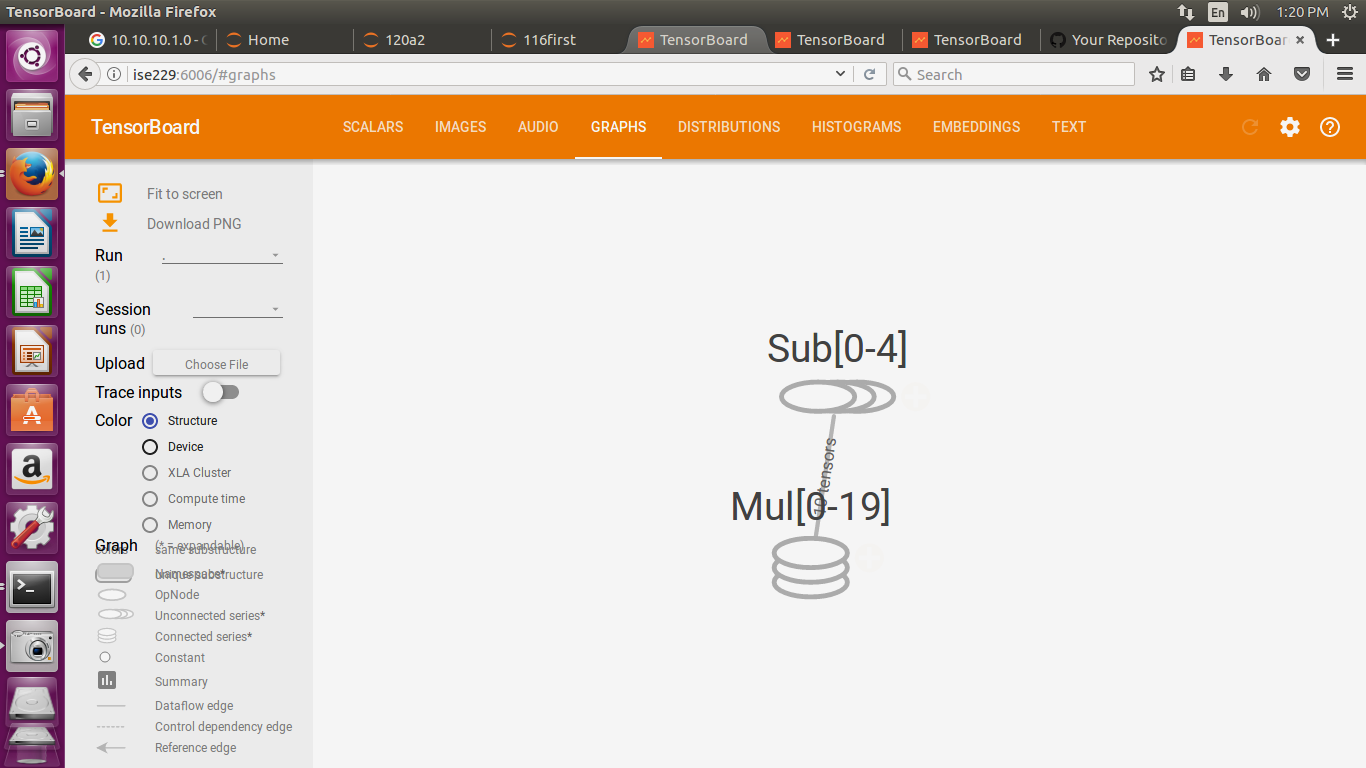 TensorBoard - Mozilla Firefox
En
1:20 PM
10.10.10.1.0 - G
Home
120a2
116first
TensorBoard
TensorBoard
TensorBoard
Your Reposito
TensorBoar
ise229:6006/#graphs
Search
TensorBoard
SCALARS
IMAGES
AUDIO
GRAPHS
DISTRIBUTIONS
HISTOGRAMS
EMBEDDINGS
TEXT
Fit to screen
Download PNG
Run
(1)
.
Session
runs (0)
Upload
Choose File
Trace inputs
Color
Structure
Device
XLA Cluster
Compute time
Memory
Graph
(* = expandable)
colors
same substructure
Namespace*
unique substructure
OpNode
Unconnected series*
Connected series*
Constant
Summary
Dataflow edge
Control dependency edge
Reference edge
Sub[0-4]
10 tensors
Mul[0-19]